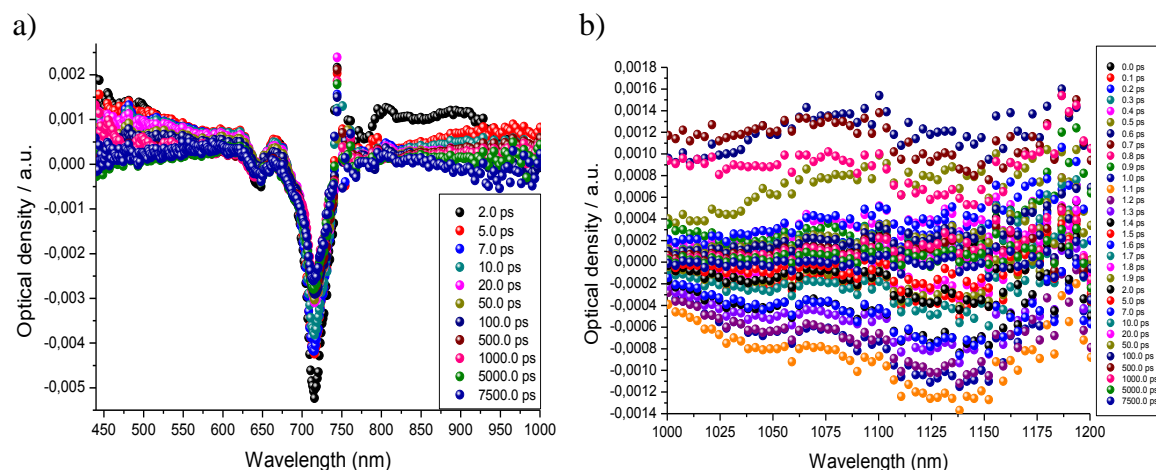 a)
Optical density / a.u.
0,002
0,001
0,000
-0,001
-0,002
-0,003
-0,004
-0,005
450 500 550 600 650 700 750 800 850 900 950 1000
Wavelength (nm)
2.0 ps
5.0 ps
7.0 ps
10.0 ps
20.0 ps
50.0 ps
100.0 ps
500.0 ps
1000.0 ps
5000.0 ps
7500.0 ps
b)
Optical density / a.u.
0,0018
0,0016
0,0014
0,0012
0,0010
0,0008
0,0006
0,0004
0,0002
0,0000
-0,0002
-0,0004
-0,0006
-0,0008
-0,0010
-0,0012
-0,0014
1000 1025 1050 1075 1100 1125 1150 1175 1200
Wavelength (nm)
0.0 ps
0.1 ps
0.2 ps
0.3 ps
0.4 ps
0.5 ps
0.6 ps
0.7 ps
0.8 ps
0.9 ps
1.0 ps
1.1 ps
1.2 ps
1.3 ps
1.4 ps
1.5 ps
1.6 ps
1.7 ps
1.8 ps
1.9 ps
2.0 ps
5.0 ps
7.0 ps
10.0 ps
20.0 ps
50.0 ps
100.0 ps
500.0 ps
1000.0 ps
5000.0 ps
7500.0 ps